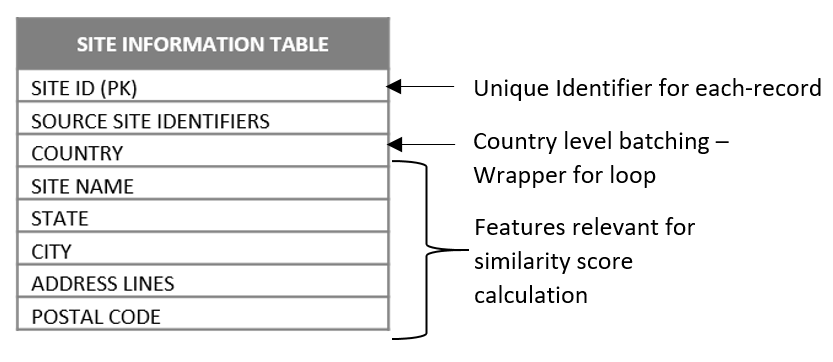 SITE INFORMATION TABLE
SITE ID (PK)
SOURCE SITE IDENTIFIERS
COUNTRY
SITE NAME
STATE
CITY
ADDRESS LINES
POSTAL CODE
Unique Identifier for each-record
Country level batching –
Wrapper for loop
Features relevant for
similarity score
calculation